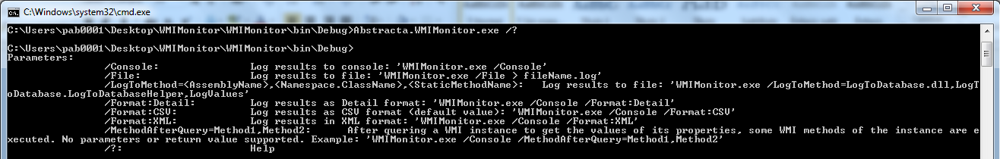 C:\Windows\system32\cmd.exe
C:\Users\pab0001\Desktop\WMIMonitor\WMIMonitor\bin\Debug>Abstracta.WMIMonitor.exe /?
C:\Users\pab0001\Desktop\WMIMonitor\WMIMonitor\bin\Debug>
Parameters:
/Console: Log results to console: 'WMIMonitor.exe /Console'
/File: Log results to file: 'WMIMonitor.exe /File > fileName.log'
/LogToMethod=<AssemblyName>,<Namespace.ClassName>,<StaticMethodName>: Log results to file: 'WMIMonitor.exe /LogToMethod=LogToDatabase.dll,LogT
oDatabase.LogToDatabaseHelper,LogValues'
/Format:Detail: Log results as Detail format: 'WMIMonitor.exe /Console /Format:Detail'
/Format:CSV: Log results as CSV format (default value): 'WMIMonitor.exe /Console /Format:CSV'
/Format:XML: Log results in XML format: 'WMIMonitor.exe /Console /Format:XML'
/MethodAfterQuery=Method1,Method2: After quering a WMI instance to get the values of its properties, some WMI methods of the instance are e
xecuted. No parameters or return value supported. Example: 'WMIMonitor.exe /Console /MethodAfterQuery=Method1,Method2'
/?: Help